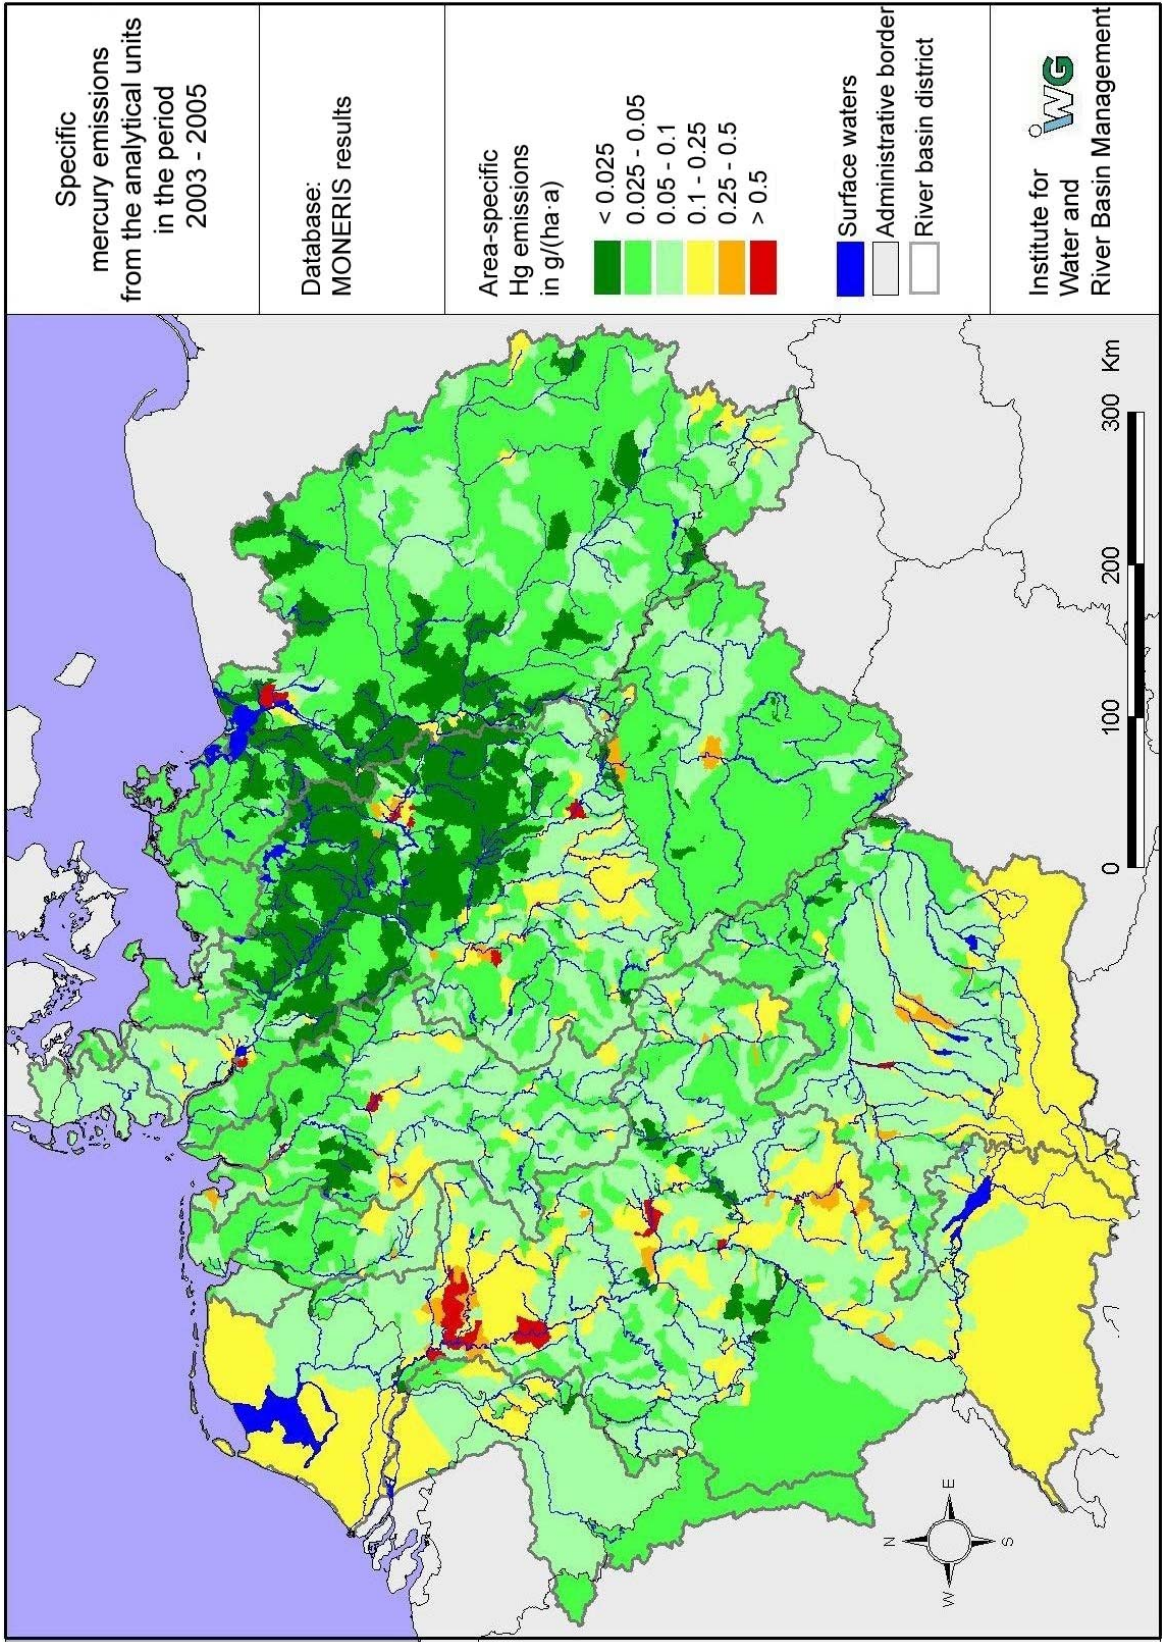 Specific
mercury emissions
from the analytical units
in the period
2003 - 2005
Database:
MONERIS results
Area-specific
Hg emissions
in g/(ha·a)
< 0.025
0.025 - 0.05
0.05 - 0.1
0.1 - 0.25
0.25 - 0.5
> 0.5
Surface waters
Administrative border
River basin district
Institute for
Water and
River Basin Management
iWG
0 100 200 300 Km
N
W E
S